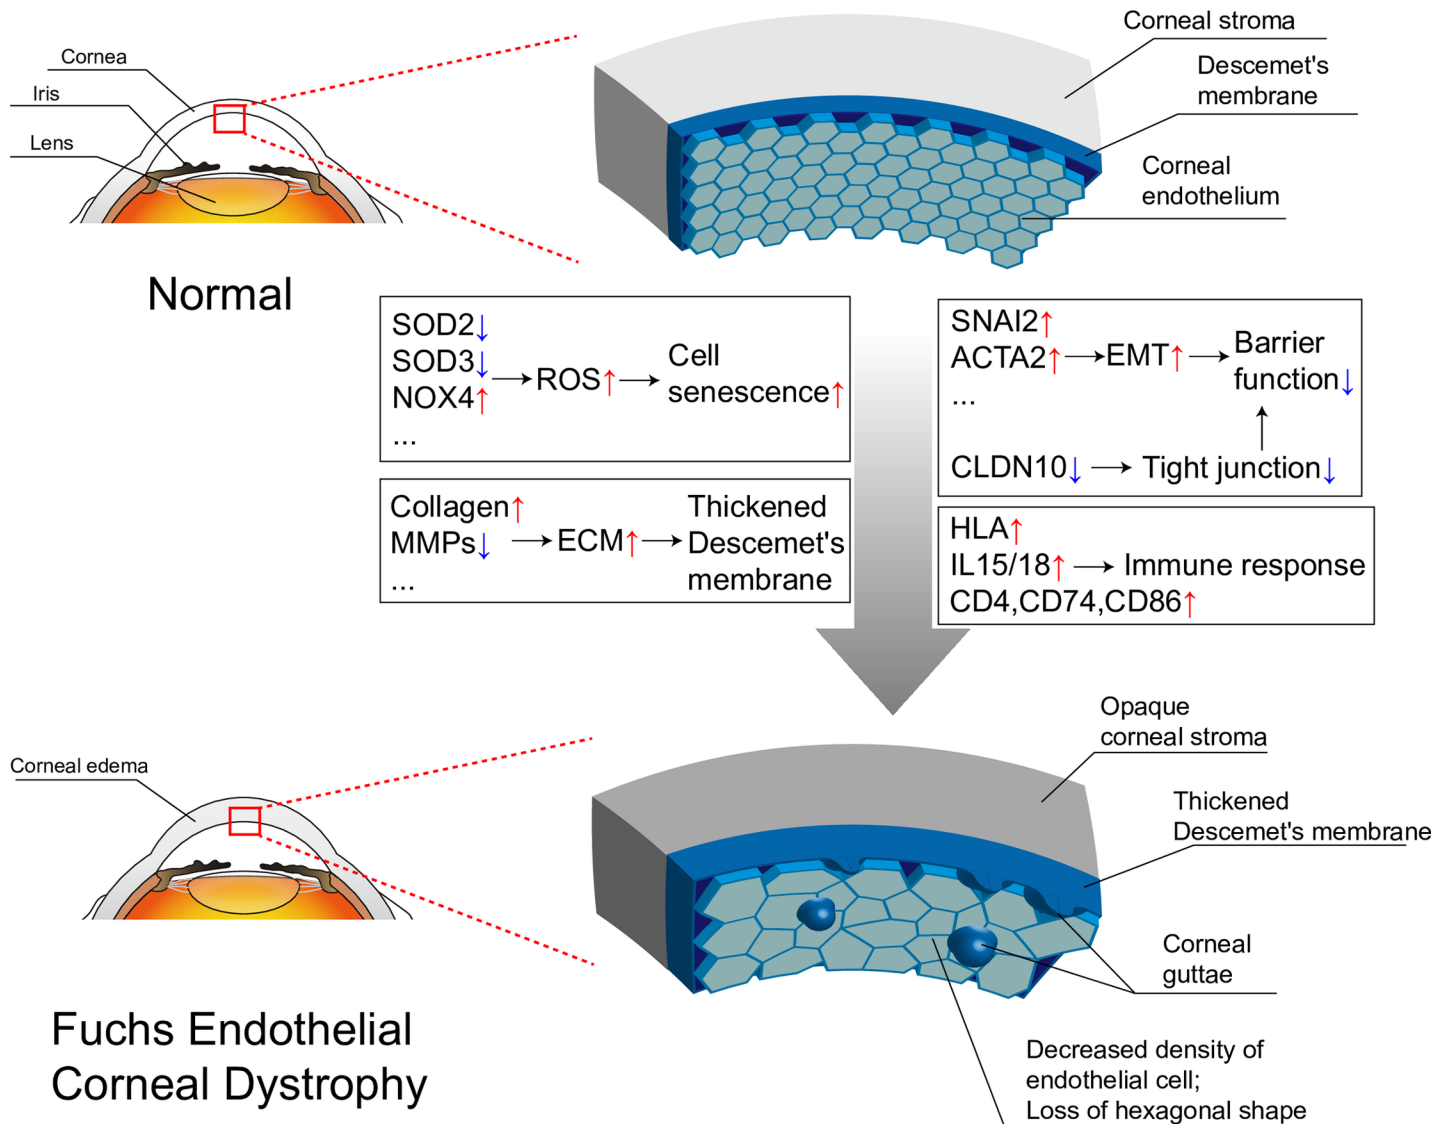 Cornea
Iris
Lens
Corneal stroma
Descemet's
membrane
Corneal
endothelium
Normal
SOD2↓
SOD3↓
NOX4↑
...
→ROS↑→
Cell
senescence↑
Collagen↑
MMPs↓
...
→ECM↑→
Thickened
Descemet's
membrane
SNAI2↑
ACTA2↑→EMT↑→
...
Barrier
function↓
↑
CLDN10↓→Tight junction↓
HLA↑
IL15/18↑→Immune response
CD4,CD74,CD86↑
Corneal edema
Opaque
corneal stroma
Thickened
Descemet's membrane
Corneal
guttae
Decreased density of
endothelial cell;
Loss of hexagonal shape
Fuchs Endothelial
Corneal Dystrophy